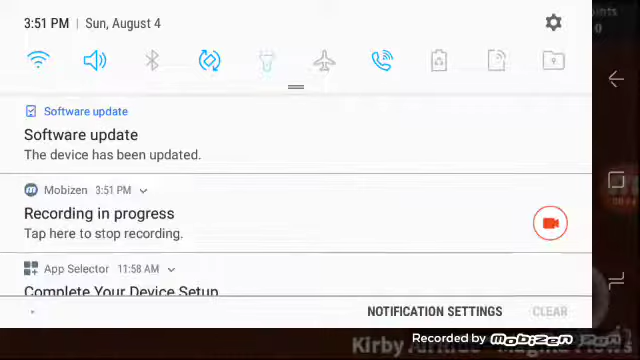 oints
3:51 PM | Sun, August 4
0
Software update
Software update
The device has been updated.
Mobizen 3:51 PM
Recording in progress
Tap here to stop recording.
App Selector 11:58 AM
Complete Your Device Setup
NOTIFICATION SETTINGS CLEAR
Recorded by MOBIZEN
Kirby